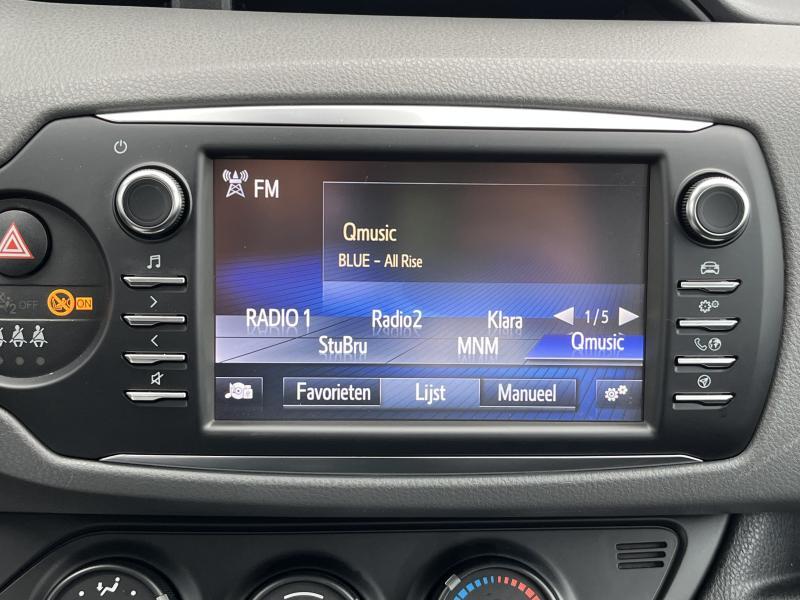 FM
Qmusic
BLUE - All Rise
RADIO 1 Radio2 Klara 1/5
StuBru MNM Qmusic
Favorieten Lijst Manueel
OFF ON